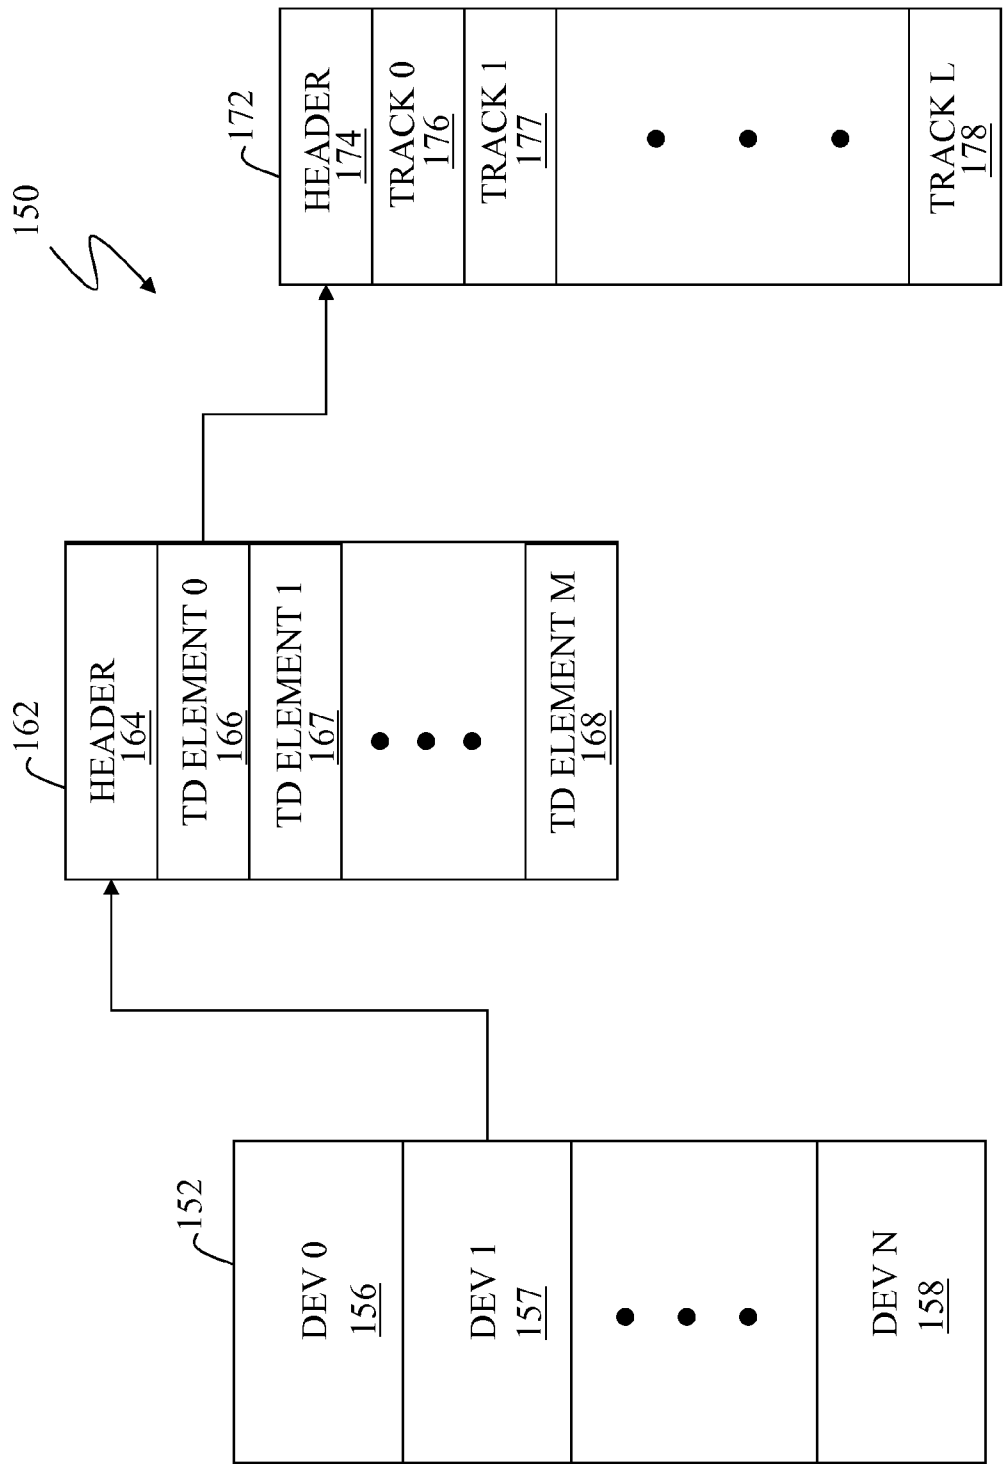 150
152
DEV 0
156
DEV 1
157
DEV N
158
162
HEADER
164
TD ELEMENT 0
166
TD ELEMENT 1
167
TD ELEMENT M
168
172
HEADER
174
TRACK 0
176
TRACK 1
177
TRACK L
178